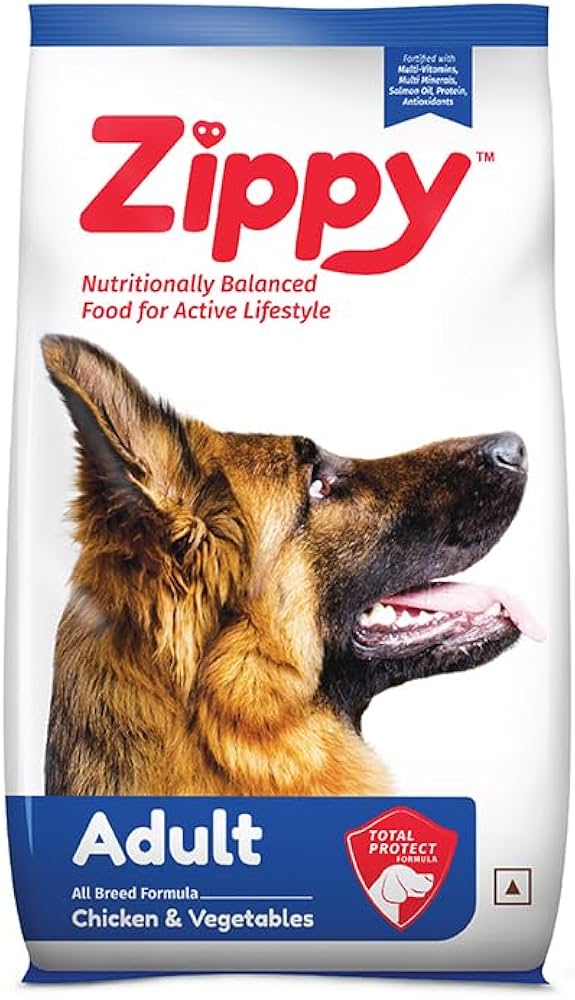 Fortified with
Multi-Vitamins,
Multi Minerals,
Salmon Oil, Protein,
Antioxidants
Zippy™
Nutritionally Balanced
Food for Active Lifestyle
Adult
All Breed Formula
Chicken & Vegetables
TOTAL
PROTECT
FORMULA